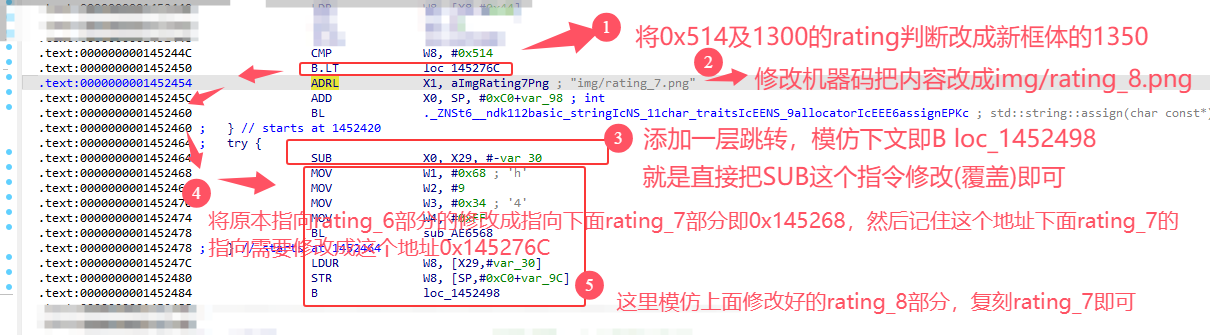 .text:000000000145244C CMP W8, #0x514
.text:0000000001452450 B.LT loc_145276C
.text:0000000001452454 ADRL X1, aImgRating7Png ; "img/rating_7.png"
.text:000000000145245C ADD X0, SP, #0xC0+var_98 ; int
.text:0000000001452460 BL ._ZNSt6__ndk112basic_stringIcNS_11char_traitsIcEENS_9allocatorIcEEE6assignEPKc ; std::string::assign(char const*)
.text:0000000001452460 ; } // starts at 1452420
.text:0000000001452464 ; try {
.text:0000000001452464 SUB X0, X29, #-var_30
.text:0000000001452468 MOV W1, #0x68 ; 'h'
MOV W2, #9
MOV W3, #0x34 ; '4'
.text:0000000001452474 MOV
.text:0000000001452478 BL
.text:0000000001452478 ; starts at 1452464
.text:000000000145247C LDUR W8, [X29,#var_30]
.text:0000000001452480 STR W8, [SP,#0xC0+var_9C]
.text:0000000001452484 B loc_1452498
1 将0x514及1300的rating判断改成新框体的1350
2 修改机器码把内容改成img/rating_8.png
3 添加一层跳转，模仿下文即B loc_1452498
就是直接把SUB这个指令修改(覆盖)即可
4 将原本指向rating_6部分的修改成指向下面rating_7部分即0x145268，然后记住这个地址下面rating_7的
指向需要修改成这个地址0x145276C
5 这里模仿上面修改好的rating_8部分，复刻rating_7即可